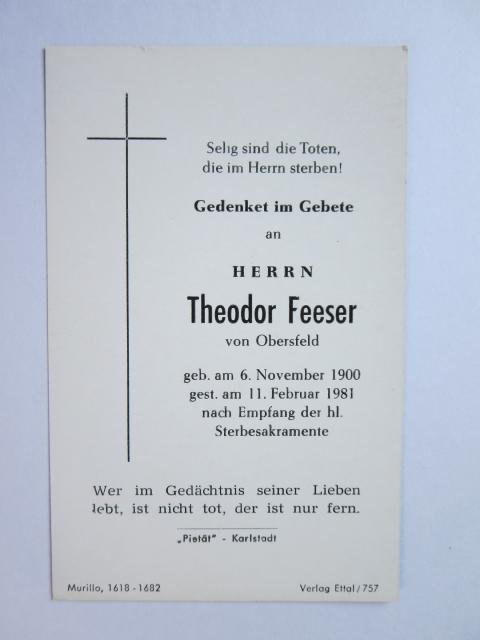 Selig sind die Toten,
die im Herrn sterben!
Gedenket im Gebete
an
HERRN
Theodor Feeser
von Obersfeld
geb. am 6. November 1900
gest. am 11. Februar 1981
nach Empfang der hl.
Sterbesakramente
Wer im Gedächtnis seiner Lieben
lebt, ist nicht tot, der ist nur fern.
„Pietät" - Karlstadt
Murillo, 1618 - 1682
Verlag Ettal / 757